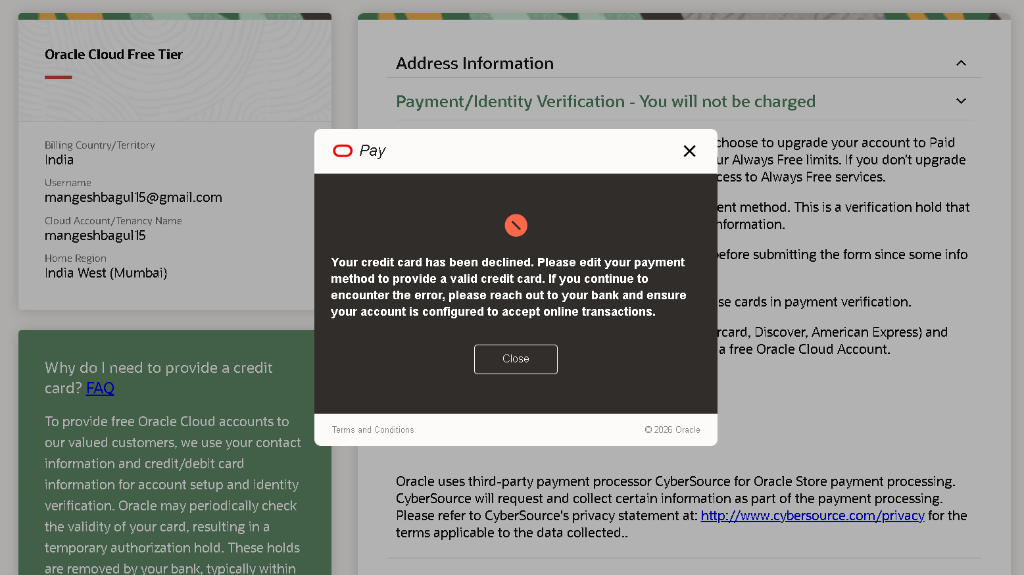 Oracle Cloud Free Tier
Billing Country/Territory
India
Username
mangeshbagul15@gmail.com
Cloud Account/Tenancy Name
mangeshbagul15
Home Region
India West (Mumbai)
Why do I need to provide a credit
card? FAQ
To provide free Oracle Cloud accounts to
our valued customers, we use your contact
information and credit/debit card
information for account setup and identity
verification. Oracle may periodically check
the validity of your card, resulting in a
temporary authorization hold. These holds
are removed by your bank, typically within
Address Information
Payment/Identity Verification - You will not be charged
choose to upgrade your account to Paid
ur Always Free limits. If you don't upgrade
cess to Always Free services.
ent method. This is a verification hold that
nformation.
efore submitting the form since some info
se cards in payment verification.
rcard, Discover, American Express) and
a free Oracle Cloud Account.
Pay
Your credit card has been declined. Please edit your payment
method to provide a valid credit card. If you continue to
encounter the error, please reach out to your bank and ensure
your account is configured to accept online transactions.
Close
Terms and Conditions
© 2026 Oracle
Oracle uses third-party payment processor CyberSource for Oracle Store payment processing.
CyberSource will request and collect certain information as part of the payment processing.
Please refer to CyberSource's privacy statement at: http://www.cybersource.com/privacy for the
terms applicable to the data collected..